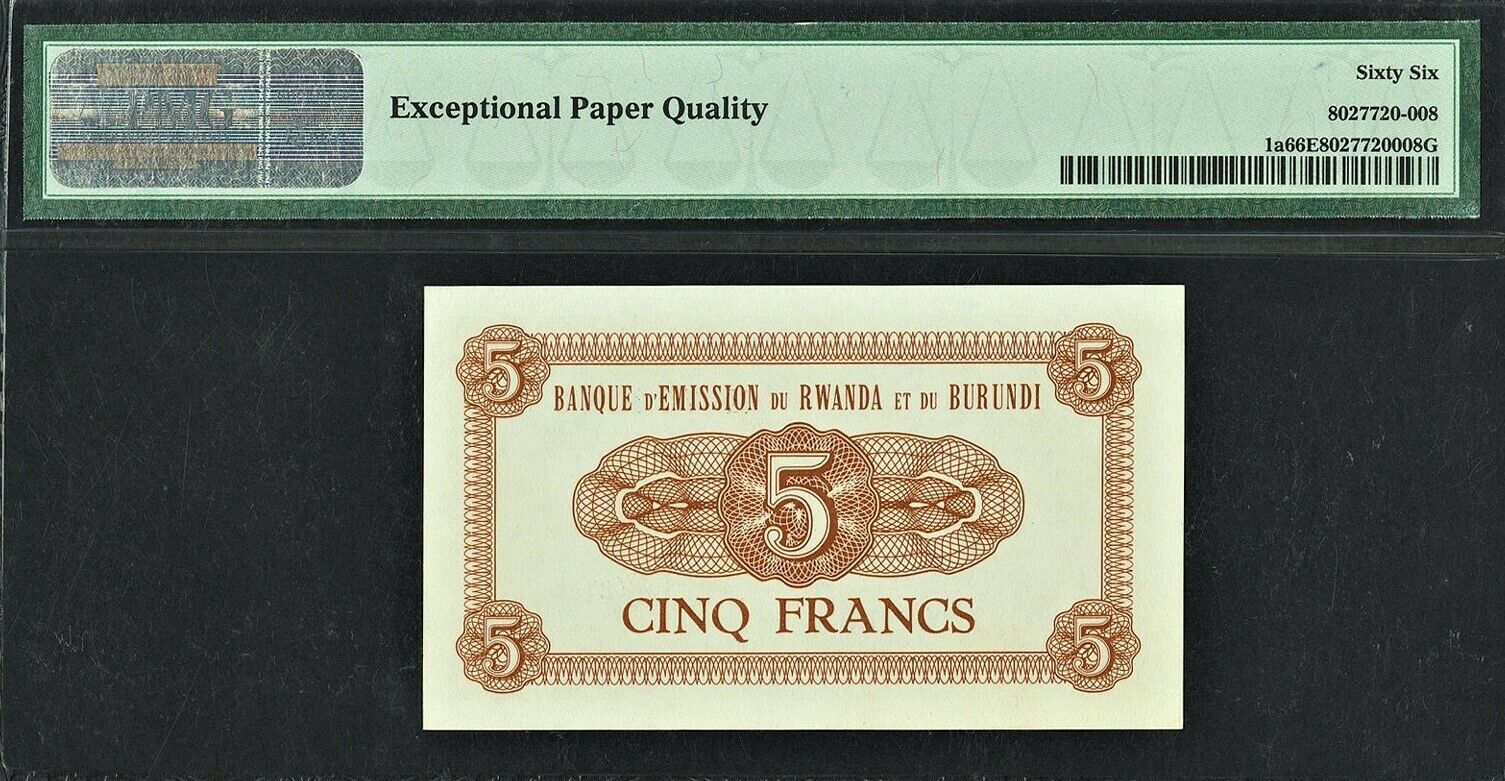 PMG
Exceptional Paper Quality
Sixty Six
8027720-008
1a66E8027720008G
5 5
BANQUE D'EMISSION DU RWANDA ET DU BURUNDI
5
CINQ FRANCS
5 5